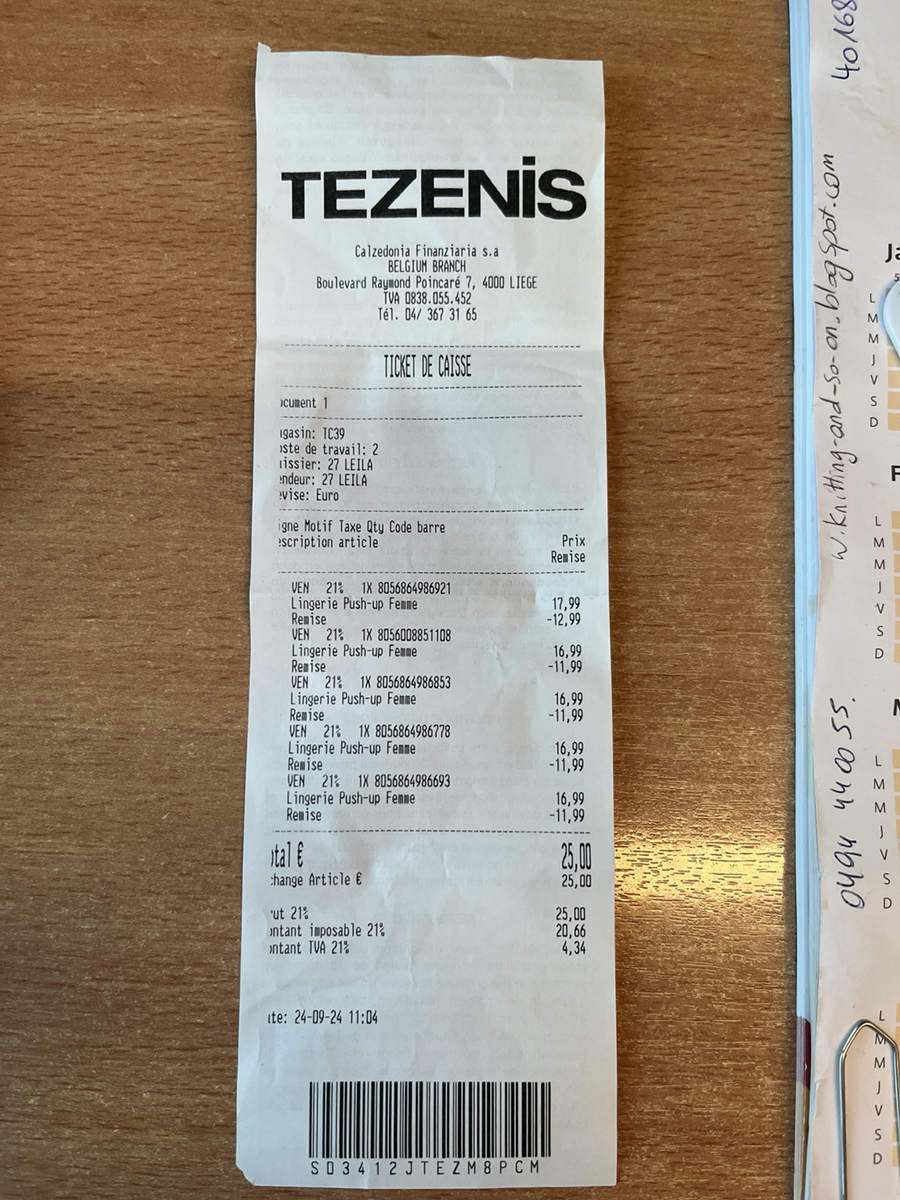 TEZENIS
Calzedonia Finanziaria s.a
BELGIUM BRANCH
Boulevard Raymond Poincaré 7, 4000 LIEGE
TVA 0838.055.452
Tél. 04/ 367 31 65
TICKET DE CAISSE
ocument 1
agasin: TC39
oste de travail: 2
aissier: 27 LEILA
endeur: 27 LEILA
evise: Euro
igne Motif Taxe Qty Code barre
escription article Prix
Remise
VEN 21% 1X 8056864986921
Lingerie Push-up Femme 17,99
Remise -12,99
VEN 21% 1X 8056008851108
Lingerie Push-up Femme 16,99
Remise -11,99
VEN 21% 1X 8056864986853
Lingerie Push-up Femme 16,99
Remise -11,99
VEN 21% 1X 8056864986778
Lingerie Push-up Femme 16,99
Remise -11,99
VEN 21% 1X 8056864986693
Lingerie Push-up Femme 16,99
Remise -11,99
otal € 25,00
change Article € 25,00
rut 21% 25,00
ontant imposable 21% 20,66
ontant TVA 21% 4,34
ate: 24-09-24 11:04
S03412JTEZM8PCM
40168
w.knitting-and-so-on.blogspot.com
0494 44 00 55.
Ja
L
M
M
J
V
S
D
F
L
M
M
J
V
S
D
M
L
M
M
J
V
S
D
L
M
M
J
V
S
D